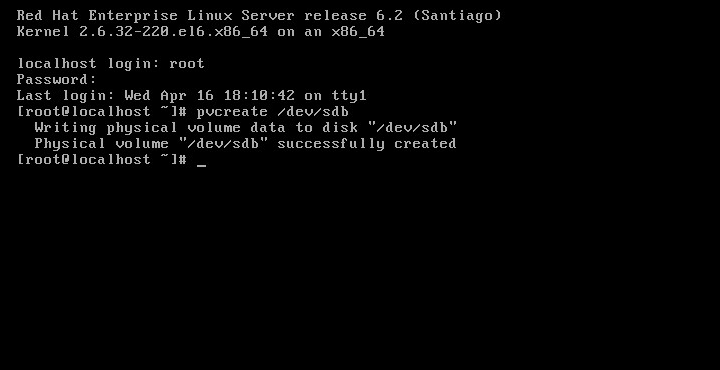 Red Hat Enterprise Linux Server release 6.2 (Santiago)
Kernel 2.6.32-220.el6.x86_64 on an x86_64
localhost login: root
Password:
Last login: Wed Apr 16 18:10:42 on tty1
[root@localhost ~]# pvcreate /dev/sdb
  Writing physical volume data to disk "/dev/sdb"
  Physical volume "/dev/sdb" successfully created
[root@localhost ~]# _